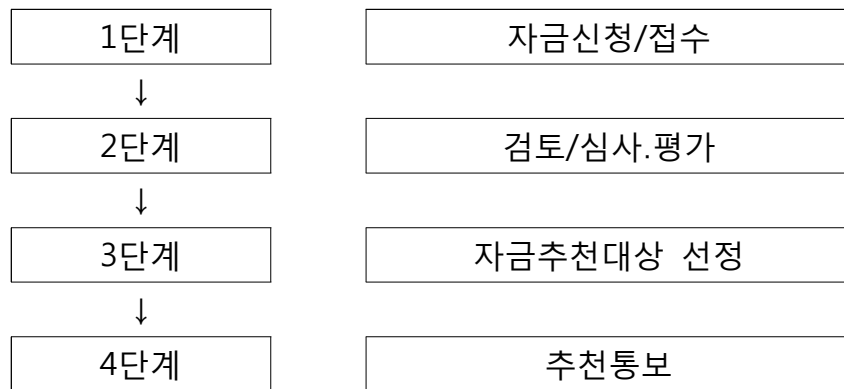 1단계 자금신청/접수
↓
2단계 검토/심사.평가
↓
3단계 자금추천대상 선정
↓
4단계 추천통보